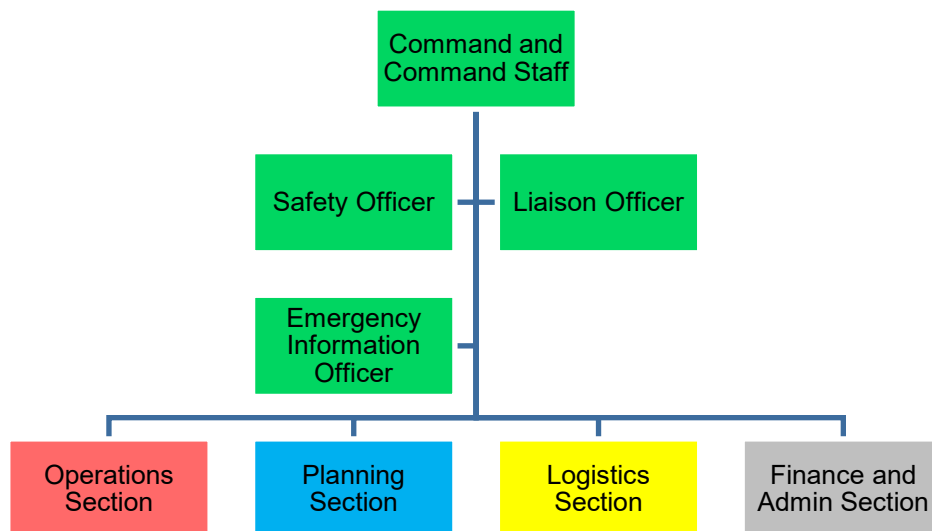 Command and
Command Staff
Safety Officer
Liaison Officer
Emergency
Information
Officer
Operations
Section
Planning
Section
Logistics
Section
Finance and
Admin Section